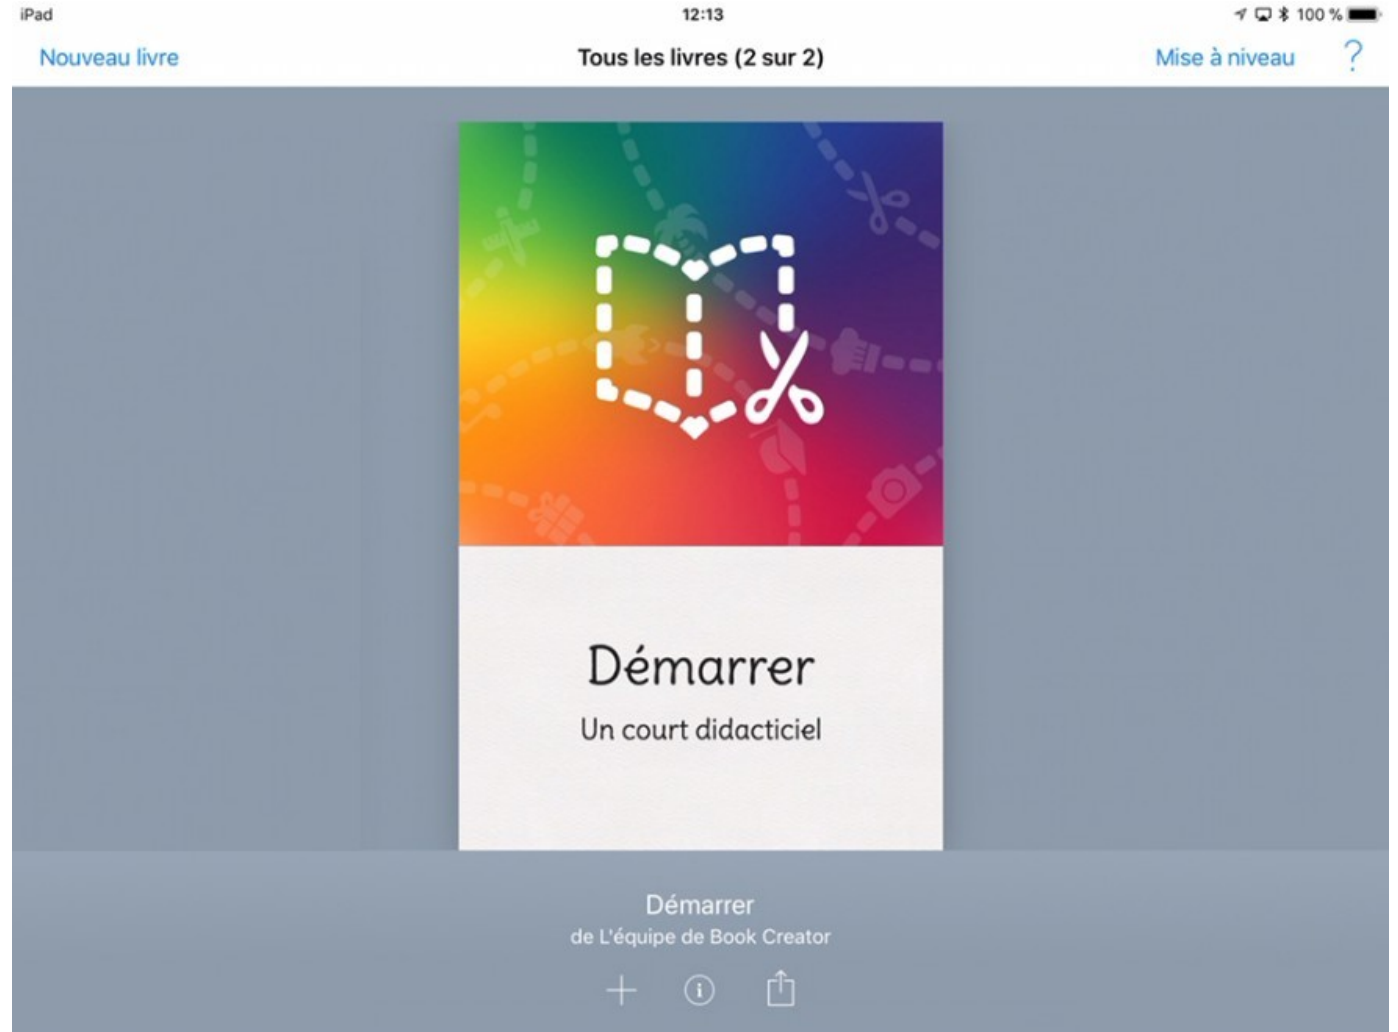 iPad
12:13
100 %
Nouveau livre
Tous les livres (2 sur 2)
Mise à niveau
?
Démarrer
Un court didacticiel
Démarrer
de L'équipe de Book Creator